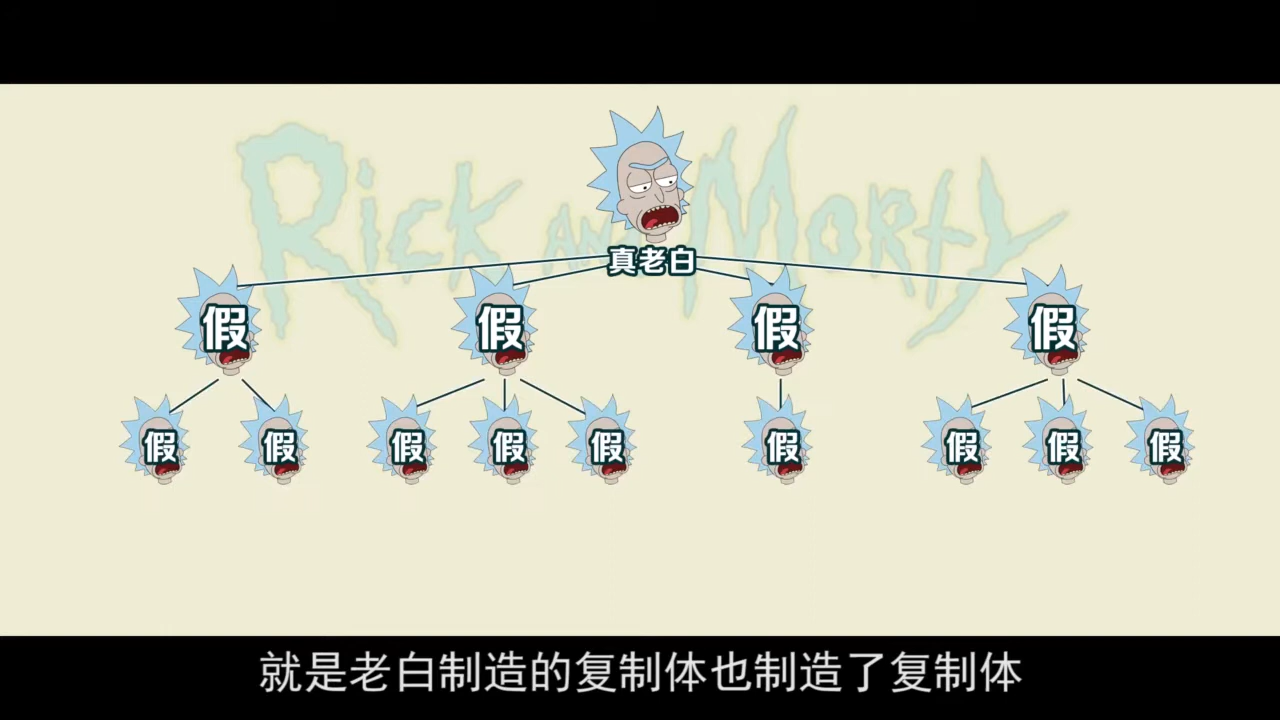 Rick and Morty
真老白
假 假 假 假
假 假 假 假 假 假 假 假 假
就是老白制造的复制体也制造了复制体